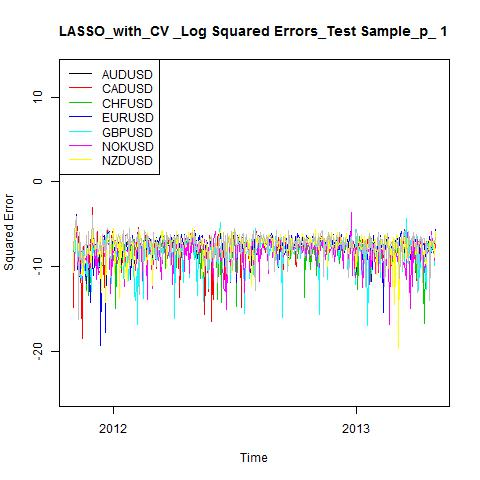 LASSO_with_CV _Log Squared Errors_Test Sample_p_ 1
AUDUSD
CADUSD
CHFUSD
EURUSD
GBPUSD
NOKUSD
NZDUSD
10
0
-10
-20
Squared Error
2012 2013
Time